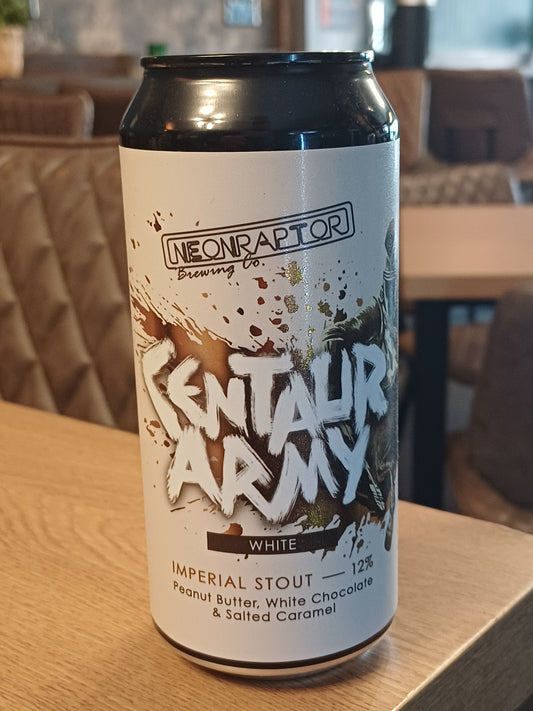 NEONRAPTOR
Brewing Co.
CENTAUR
ARMY
WHITE
IMPERIAL STOUT — 12%
Peanut Butter, White Chocolate
& Salted Caramel